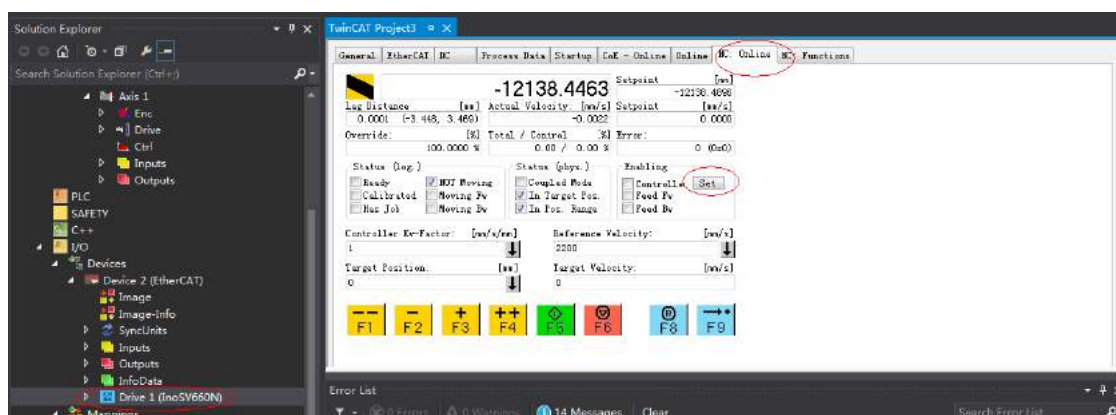 Solution Explorer
Search Solution Explorer (Ctrl+;)
Axis 1
Enc
Drive
Ctrl
Inputs
Outputs
PLC
SAFETY
C++
I/O
Devices
Device 2 (EtherCAT)
Image
Image-Info
SyncUnits
Inputs
Outputs
InfoData
Drive 1 (InoSV660N)
Mappings
TwinCAT Project3
General EtherCAT DC Process Data Startup CoE - Online Online NC: Online NC: Functions
-12138.4463 Setpoint [mm]
-12138.4898
Lag Distance [mm] Actual Velocity: [mm/s] Setpoint [mm/s]
0.0001 (-3.448, 3.469) -0.0022 0.0000
Override: [%] Total / Control [%] Error:
100.0000 % 0.00 / 0.00 % 0 (0x0)
Status (log.) Status (phys.) Enabling
Ready NOT Moving Coupled Mode Controller Set
Calibrated Moving Fw In Target Pos. Feed Fw
Has Job Moving Bw In Pos. Range Feed Bw
Controller Kv-Factor: [mm/s/mm] Reference Velocity: [mm/s]
1 2200
Target Position: [mm] Target Velocity: [mm/s]
0 0
-- - + ++
F1 F2 F3 F4 F5 F6 F8 F9
Error List
0 Errors 0 Warnings 14 Messages Clear Search Error List